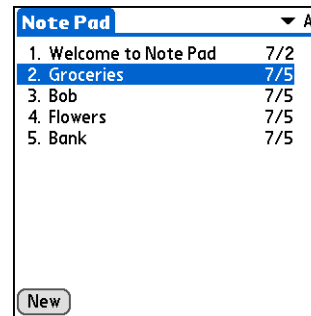 Note Pad A
1. Welcome to Note Pad 7/2
2. Groceries 7/5
3. Bob 7/5
4. Flowers 7/5
5. Bank 7/5
New